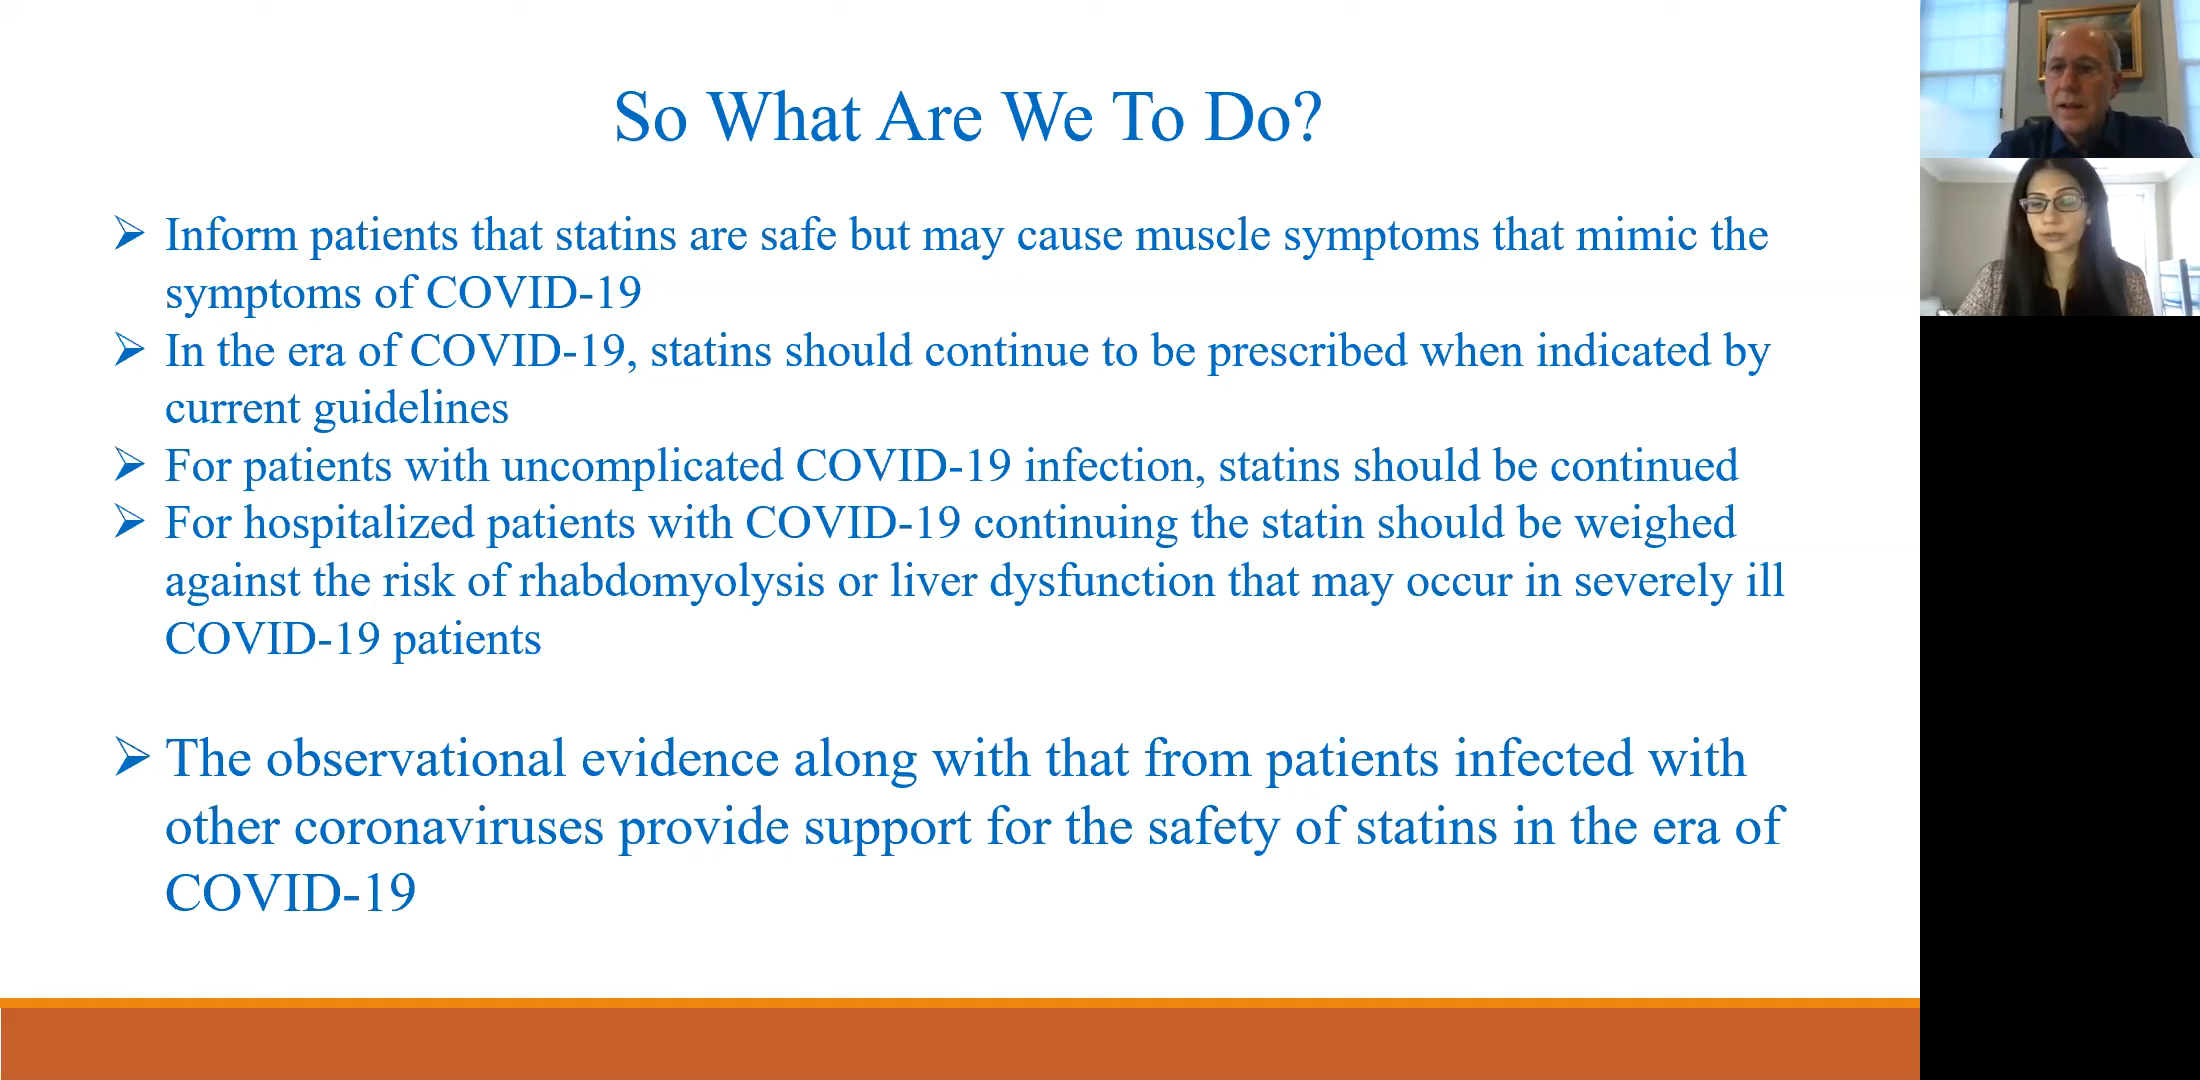 So What Are We To Do?
➢ Inform patients that statins are safe but may cause muscle symptoms that mimic the
symptoms of COVID-19
➢ In the era of COVID-19, statins should continue to be prescribed when indicated by
current guidelines
➢ For patients with uncomplicated COVID-19 infection, statins should be continued
➢ For hospitalized patients with COVID-19 continuing the statin should be weighed
against the risk of rhabdomyolysis or liver dysfunction that may occur in severely ill
COVID-19 patients
➢ The observational evidence along with that from patients infected with
other coronaviruses provide support for the safety of statins in the era of
COVID-19